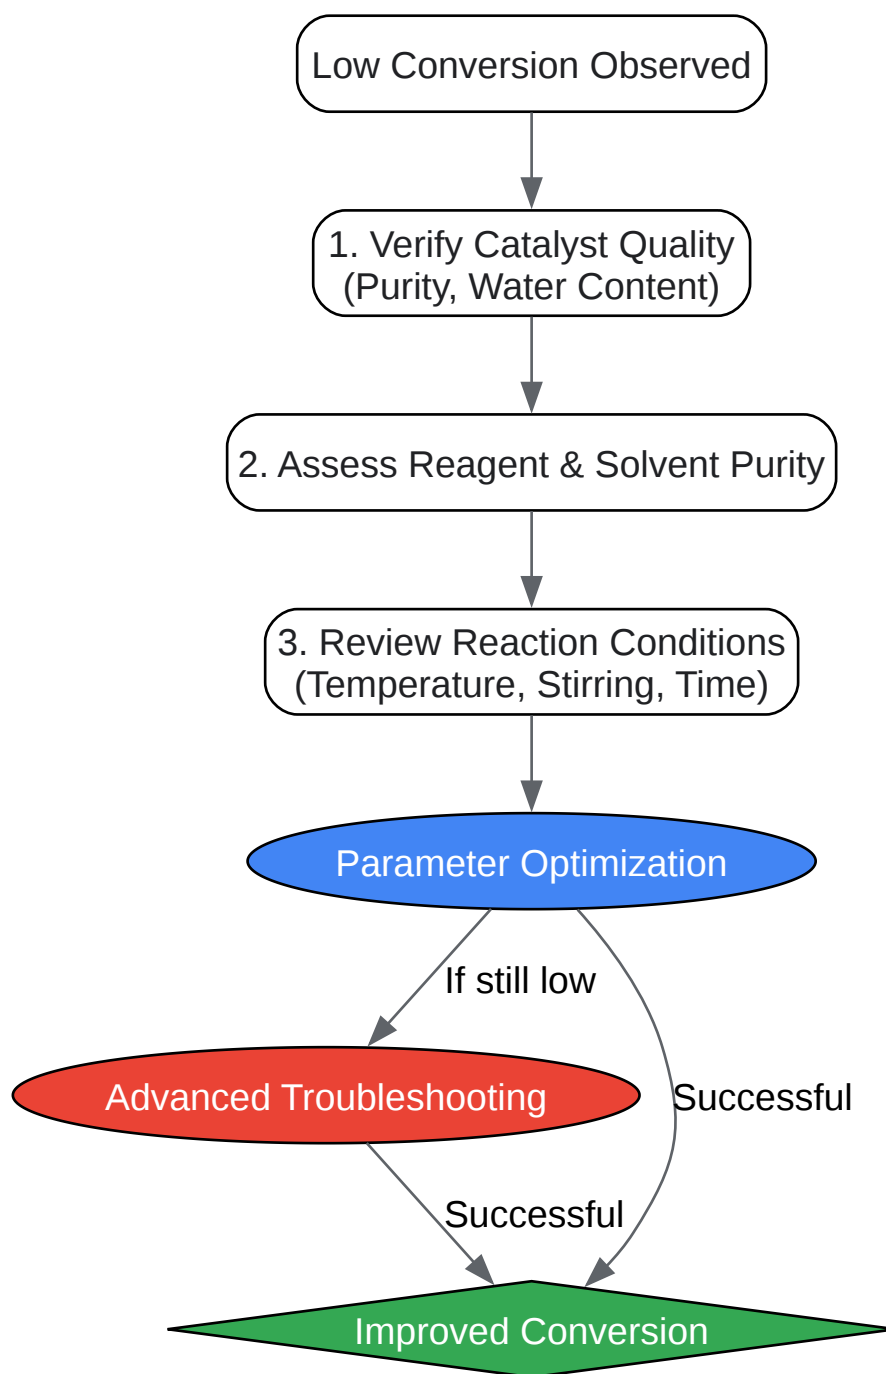 Low Conversion Observed
1. Verify Catalyst Quality
(Purity, Water Content)
2. Assess Reagent & Solvent Purity
3. Review Reaction Conditions
(Temperature, Stirring, Time)
Parameter Optimization
If still low
Advanced Troubleshooting
Successful
Successful
Improved Conversion